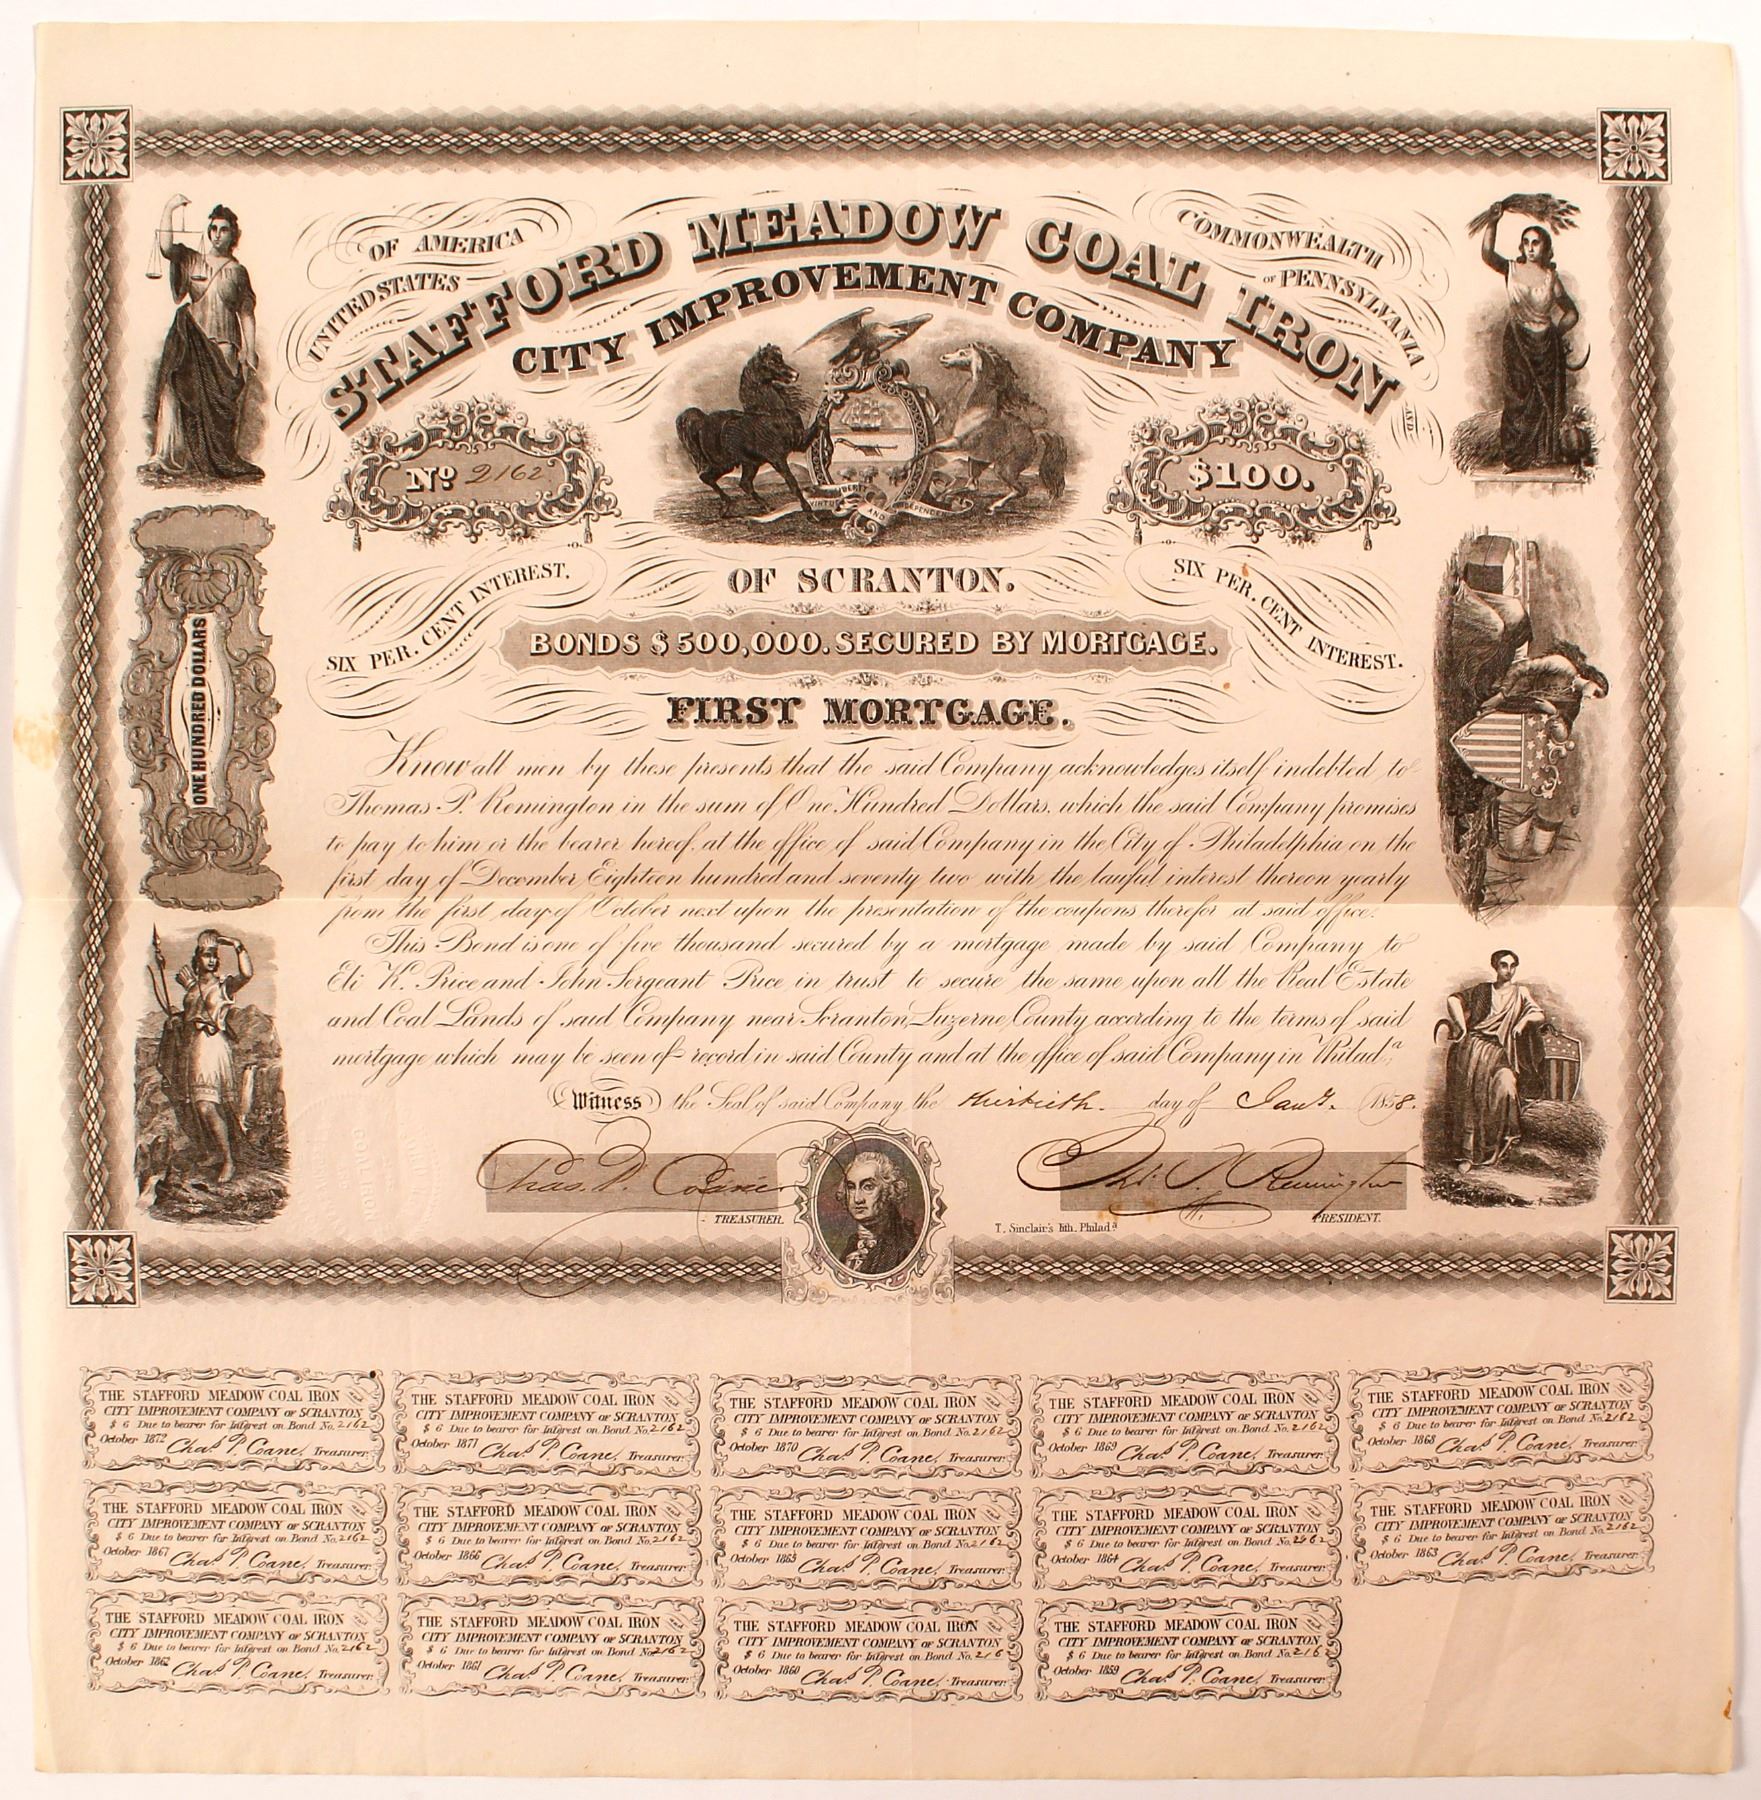 UNITED STATES
OF AMERICA
COMMONWEALTH
OF PENNSYLVANIA
STAFFORD MEADOW COAL IRON
AND
CITY IMPROVEMENT COMPANY
No 2162
$100.
VIRTUE LIBERTY AND INDEPENDENCE
OF SCRANTON.
SIX PER. CENT INTEREST.
SIX PER. CENT INTEREST.
BONDS $500,000. SECURED BY MORTGAGE.
FIRST MORTGAGE.
ONE HUNDRED DOLLARS
Know all men by these presents that the said Company acknowledges itself indebted to
Thomas P. Remington in the sum of One Hundred Dollars, which the said Company promises
to pay to him or the bearer hereof, at the office of said Company in the City of Philadelphia on the
first day of December Eighteen hundred and seventy two with the lawful interest thereon yearly
from the first day of October next upon the presentation of the coupons therefor at said office.
This Bond is one of five thousand secured by a mortgage made by said Company to
Eli K. Price and John Sergeant Price in trust to secure the same upon all the Real Estate
and Coal Lands of said Company near Scranton, Luzerne County according to the terms of said
mortgage which may be seen of record in said County and at the office of said Company in Philada
Witness the Seal of said Company the thirtieth. day of Jany. 1858.
Chas. P. Coane
TREASURER.
Tho. P. Remington
PRESIDENT.
T. Sinclair's lith. Philada
THE STAFFORD MEADOW COAL IRON
CITY IMPROVEMENT COMPANY OF SCRANTON
$ 6 Due to bearer for Interest on Bond No. 2162
October 1872 Chas P. Coane, Treasurer.
THE STAFFORD MEADOW COAL IRON
CITY IMPROVEMENT COMPANY OF SCRANTON
$ 6 Due to bearer for Interest on Bond No. 2162
October 1871 Chas P. Coane, Treasurer.
THE STAFFORD MEADOW COAL IRON
CITY IMPROVEMENT COMPANY OF SCRANTON
$ 6 Due to bearer for Interest on Bond No. 2162
October 1870 Chas P. Coane, Treasurer.
THE STAFFORD MEADOW COAL IRON
CITY IMPROVEMENT COMPANY OF SCRANTON
$ 6 Due to bearer for Interest on Bond No. 2162
October 1869 Chas P. Coane, Treasurer.
THE STAFFORD MEADOW COAL IRON
CITY IMPROVEMENT COMPANY OF SCRANTON
$ 6 Due to bearer for Interest on Bond No. 2162
October 1868 Chas P. Coane, Treasurer.
THE STAFFORD MEADOW COAL IRON
CITY IMPROVEMENT COMPANY OF SCRANTON
$ 6 Due to bearer for Interest on Bond No. 2162
October 1867 Chas P. Coane, Treasurer.
THE STAFFORD MEADOW COAL IRON
CITY IMPROVEMENT COMPANY OF SCRANTON
$ 6 Due to bearer for Interest on Bond No. 2162
October 1866 Chas P. Coane, Treasurer.
THE STAFFORD MEADOW COAL IRON
CITY IMPROVEMENT COMPANY OF SCRANTON
$ 6 Due to bearer for Interest on Bond No. 2162
October 1865 Chas P. Coane, Treasurer.
THE STAFFORD MEADOW COAL IRON
CITY IMPROVEMENT COMPANY OF SCRANTON
$ 6 Due to bearer for Interest on Bond No. 2162
October 1864 Chas P. Coane, Treasurer.
THE STAFFORD MEADOW COAL IRON
CITY IMPROVEMENT COMPANY OF SCRANTON
$ 6 Due to bearer for Interest on Bond No. 2162
October 1863 Chas P. Coane, Treasurer.
THE STAFFORD MEADOW COAL IRON
CITY IMPROVEMENT COMPANY OF SCRANTON
$ 6 Due to bearer for Interest on Bond No. 2162
October 1862 Chas P. Coane, Treasurer.
THE STAFFORD MEADOW COAL IRON
CITY IMPROVEMENT COMPANY OF SCRANTON
$ 6 Due to bearer for Interest on Bond No. 2162
October 1861 Chas P. Coane, Treasurer.
THE STAFFORD MEADOW COAL IRON
CITY IMPROVEMENT COMPANY OF SCRANTON
$ 6 Due to bearer for Interest on Bond No. 2162
October 1860 Chas P. Coane, Treasurer.
THE STAFFORD MEADOW COAL IRON
CITY IMPROVEMENT COMPANY OF SCRANTON
$ 6 Due to bearer for Interest on Bond No. 2162
October 1859 Chas P. Coane, Treasurer.